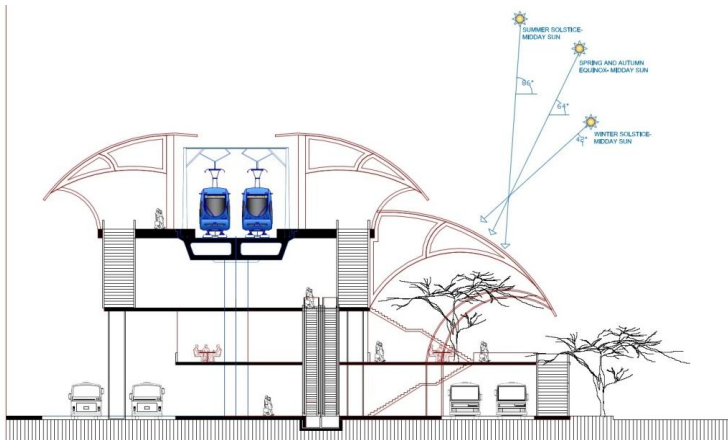 SUMMER SOLSTICE-
MIDDAY SUN
SPRING AND AUTUMN
EQUINOX- MIDDAY SUN
86°
64°
WINTER SOLSTICE-
MIDDAY SUN
42°